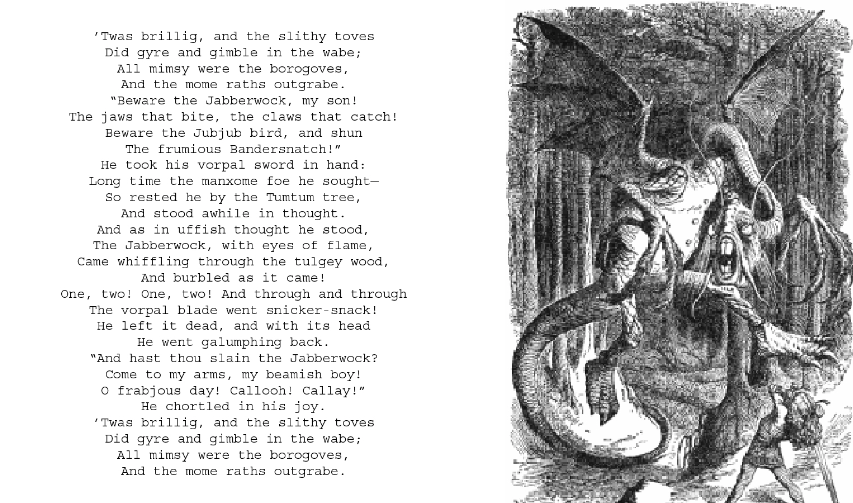 ’Twas brillig, and the slithy toves
Did gyre and gimble in the wabe;
All mimsy were the borogoves,
And the mome raths outgrabe.
“Beware the Jabberwock, my son!
The jaws that bite, the claws that catch!
Beware the Jubjub bird, and shun
The frumious Bandersnatch!”
He took his vorpal sword in hand:
Long time the manxome foe he sought—
So rested he by the Tumtum tree,
And stood awhile in thought.
And as in uffish thought he stood,
The Jabberwock, with eyes of flame,
Came whiffling through the tulgey wood,
And burbled as it came!
One, two! One, two! And through and through
The vorpal blade went snicker-snack!
He left it dead, and with its head
He went galumphing back.
“And hast thou slain the Jabberwock?
Come to my arms, my beamish boy!
O frabjous day! Callooh! Callay!”
He chortled in his joy.
’Twas brillig, and the slithy toves
Did gyre and gimble in the wabe;
All mimsy were the borogoves,
And the mome raths outgrabe.